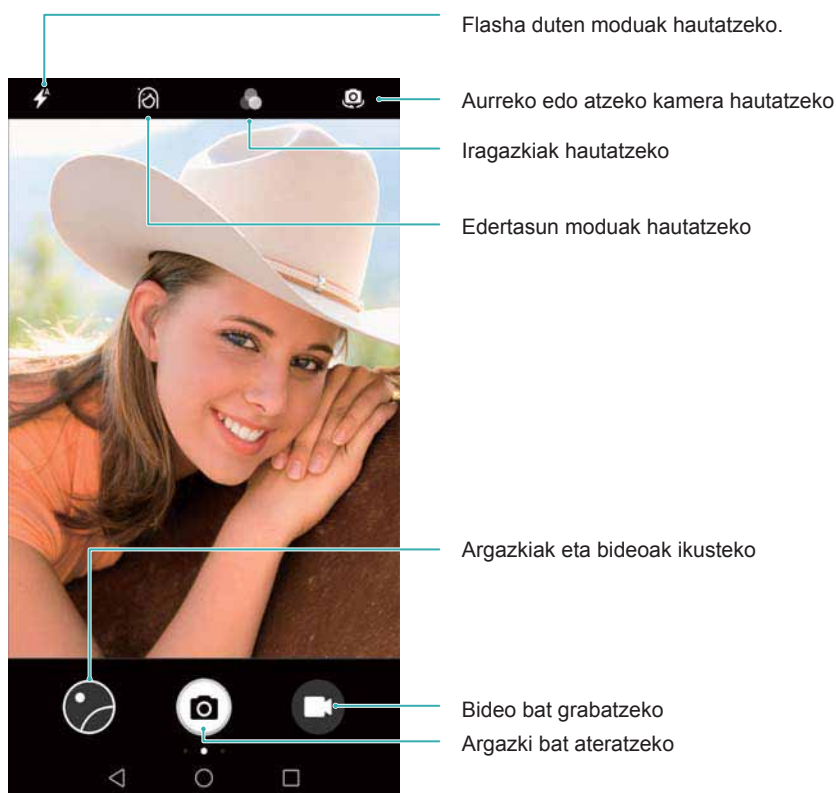 Flasha duten moduak hautatzeko.
Aurreko edo atzeko kamera hautatzeko
Iragazkiak hautatzeko
Edertasun moduak hautatzeko
Argazkiak eta bideoak ikusteko
Bideo bat grabatzeko
Argazki bat ateratzeko